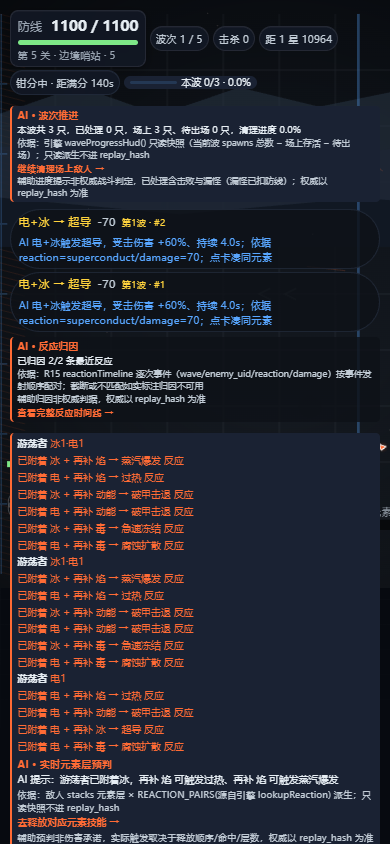 防线 1100 / 1100
第 5 关 · 边境哨站 · 5
波次 1 / 5
击杀 0
距 1 星 10964
钳分中 · 距满分 140s
本波 0/3 · 0.0%
AI · 波次推进
本波共 3 只，已处理 0 只，场上 3 只、待出场 0 只，清理进度 0.0%
依据：引擎 waveProgressHud() 只读快照（当前波 spawns 总数 − 场上存活 − 待出
场）；只读派生不进 replay_hash
继续清理场上敌人 →
辅助进度提示非权威战斗判定，已处理含击败与漏怪（漏怪已扣防线）；权威以
replay_hash 为准
电+冰 → 超导 -70 第1波 · #2
AI 电+冰触发超导，受击伤害 +60%、持续 4.0s；依据
reaction=superconduct/damage=70；点卡凑同元素
电+冰 → 超导 -70 第1波 · #1
AI 电+冰触发超导，受击伤害 +60%、持续 4.0s；依据
reaction=superconduct/damage=70；点卡凑同元素
AI · 反应归因
已归因 2/2 条最近反应
依据：R15 reactionTimeline 逐次事件（wave/enemy_uid/reaction/damage）按事件发
射顺序配对；截断或不匹配如实标注归因不可用
辅助归因非权威判据，权威以 replay_hash 为准
查看完整反应时间线 →
游荡者 冰1·电1
已附着 冰 + 再补 焰 → 蒸汽爆发 反应
已附着 电 + 再补 焰 → 过热 反应
已附着 冰 + 再补 动能 → 破甲击退 反应
已附着 电 + 再补 动能 → 破甲击退 反应
已附着 冰 + 再补 毒 → 急速冻结 反应
已附着 电 + 再补 毒 → 腐蚀扩散 反应
游荡者 冰1·电1
已附着 冰 + 再补 焰 → 蒸汽爆发 反应
已附着 电 + 再补 焰 → 过热 反应
已附着 冰 + 再补 动能 → 破甲击退 反应
已附着 电 + 再补 动能 → 破甲击退 反应
已附着 冰 + 再补 毒 → 急速冻结 反应
已附着 电 + 再补 毒 → 腐蚀扩散 反应
游荡者 电1
已附着 电 + 再补 焰 → 过热 反应
已附着 电 + 再补 动能 → 破甲击退 反应
已附着 电 + 再补 冰 → 超导 反应
已附着 电 + 再补 毒 → 腐蚀扩散 反应
AI · 实时元素层预判
AI 提示：游荡者已附着冰，再补 焰 可触发过热、再补 焰 可触发蒸汽爆发
依据：敌人 stacks 元素层 × REACTION_PAIRS(源自引擎 lookupReaction) 派生；只
读快照不进 replay_hash
去释放对应元素技能 →
辅助预判非伤害承诺，实际触发取决于释放顺序/命中/层数，权威以 replay_hash 为准